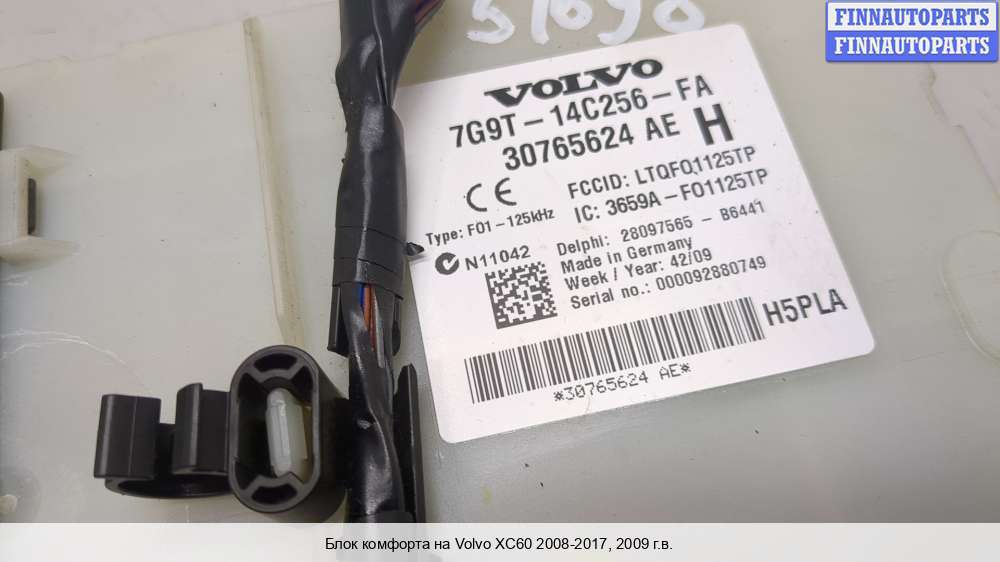 FINNAUTOPARTS
FINNAUTOPARTS
51090
VOLVO
7G9T-14C256-FA
30765624 AE H
FCCID: LTQFO1125TP
IC: 3659A-FO1125TP
CE
Type: FO1-125kHz
N11042
Delphi: 28097565 - B6441
Made in Germany
Week / Year: 42/09
Serial no.: 000092880749
H5PLA
*30765624 AE*
Блок комфорта на Volvo XC60 2008-2017, 2009 г.в.